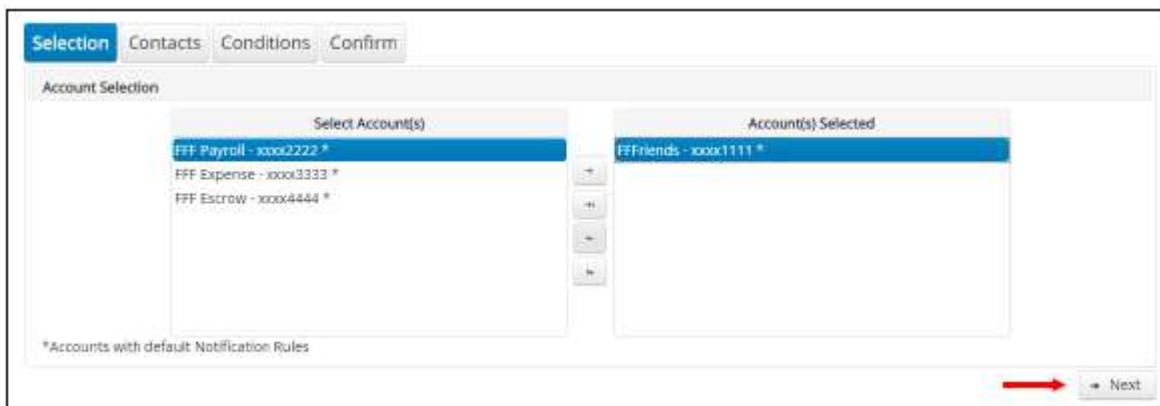 Selection Contacts Conditions Confirm
Account Selection
Select Account(s) Account(s) Selected
FFF Payroll - xxxx2222 * FFFriends - xxxx1111 *
FFF Expense - xxxx3333 *
FFF Escrow - xxxx4444 *
*Accounts with default Notification Rules
Next